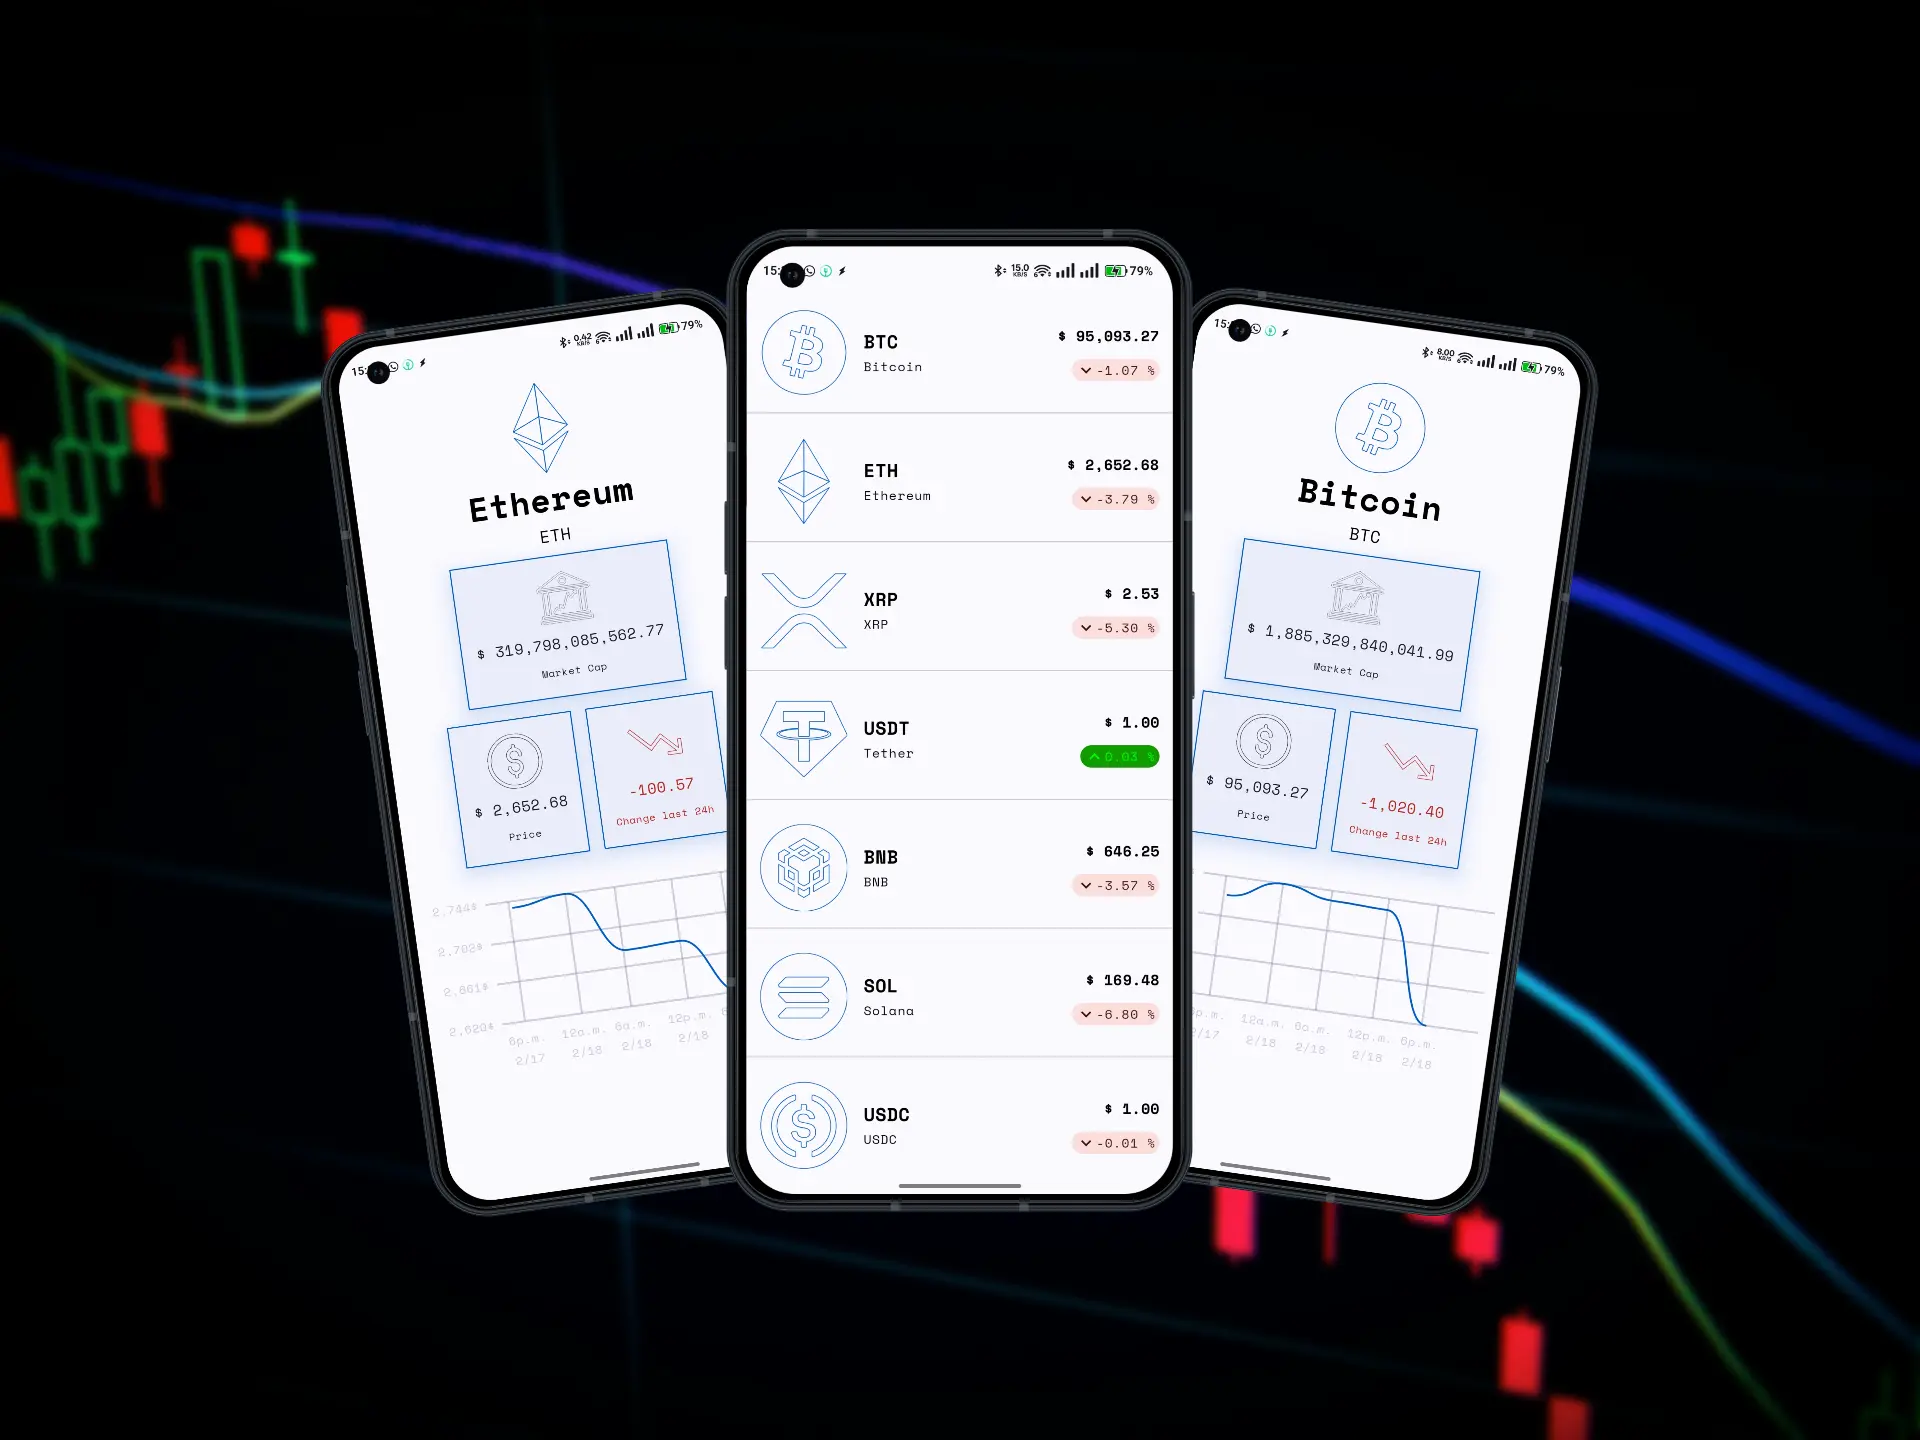 0.42
KB/S
79%
15:
Ethereum
ETH
$ 319,798,085,562.77
Market Cap
$ 2,652.68
Price
-100.57
Change last 24h
2.744$
2.702$
2.661$
2.620$
6p.m. 12a.m. 6a.m. 12p.m.
2/17 2/18 2/18 2/18
15:
15.0
KB/S
79%
BTC
Bitcoin
$ 95,093.27
-1.07 %
ETH
Ethereum
$ 2,652.68
-3.79 %
XRP
XRP
$ 2.53
-5.30 %
USDT
Tether
$ 1.00
0.03 %
BNB
BNB
$ 646.25
-3.57 %
SOL
Solana
$ 169.48
-6.80 %
USDC
USDC
$ 1.00
-0.01 %
15:
8.00
KB/S
79%
Bitcoin
BTC
$ 1,885,329,840,041.99
Market Cap
$ 95,093.27
Price
-1,020.40
Change last 24h
p.m. 12a.m. 6a.m. 12p.m. 6p.m.
/17 2/18 2/18 2/18 2/18